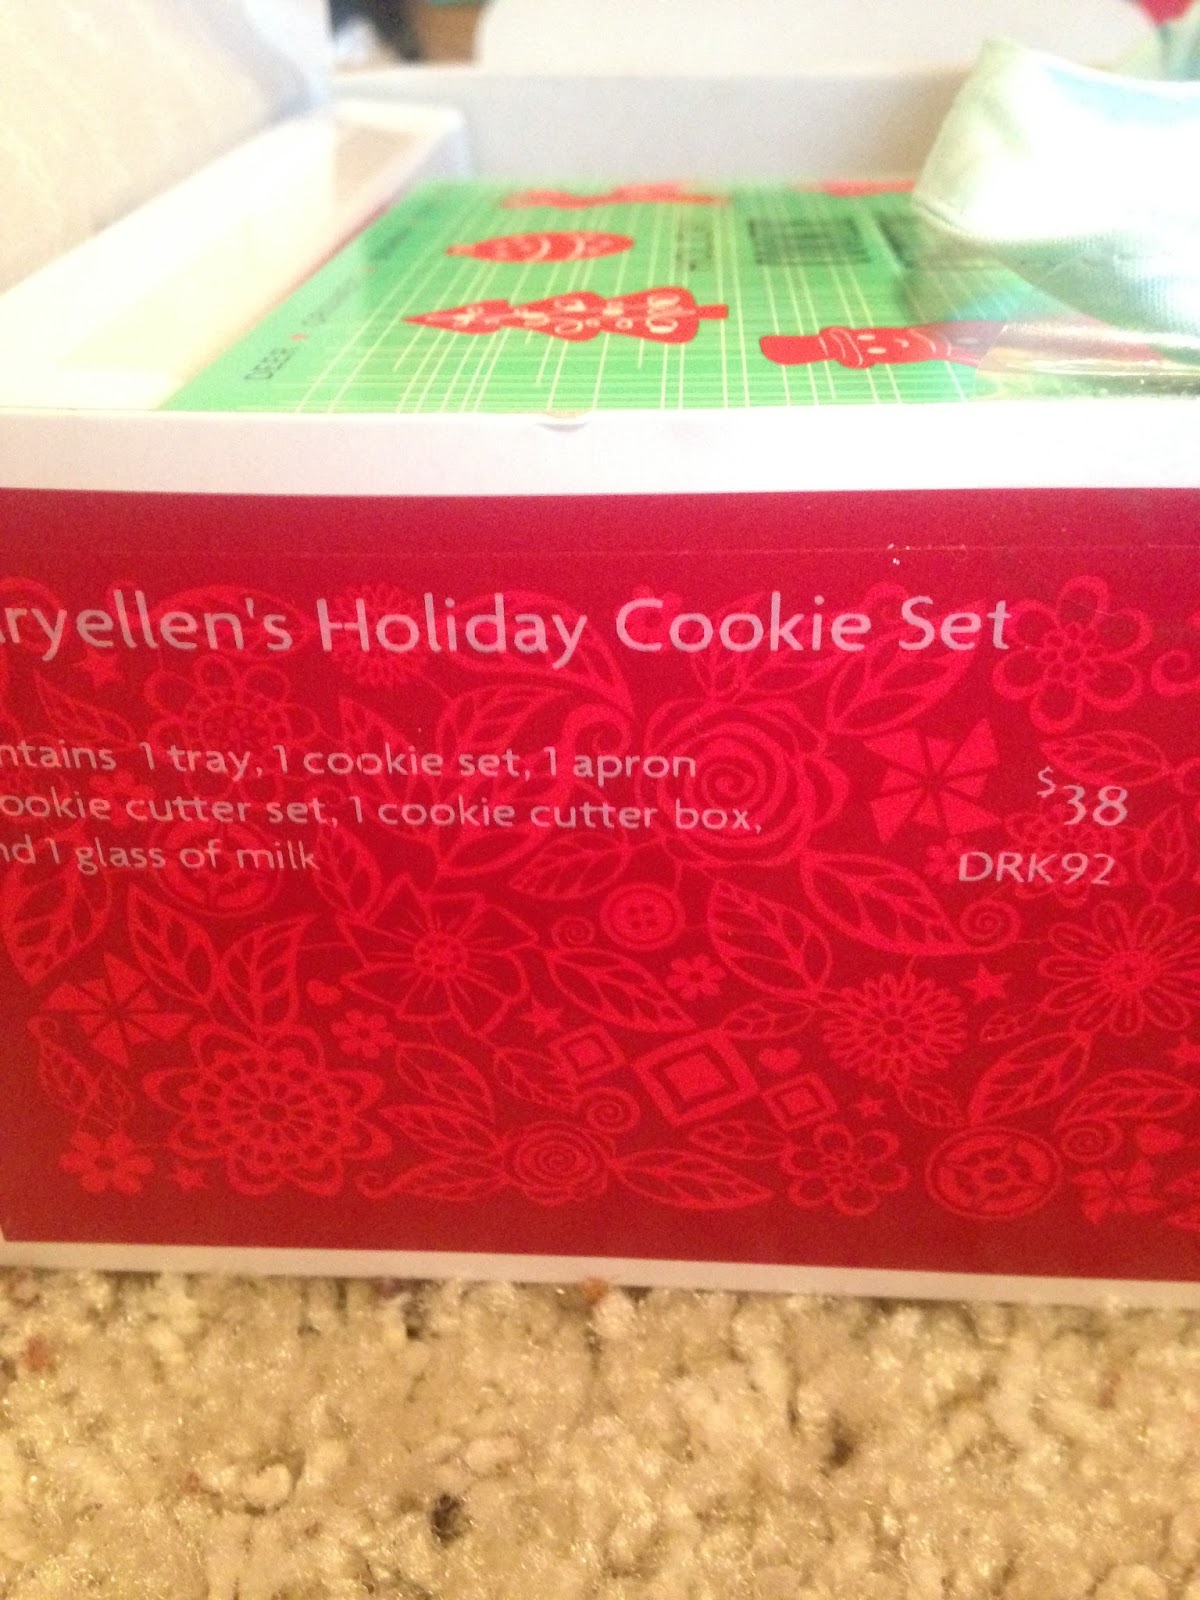 DEER
ryellen's Holiday Cookie Set
ntains 1 tray, 1 cookie set, 1 apron
ookie cutter set, 1 cookie cutter box,
nd 1 glass of milk
$38
DRK92